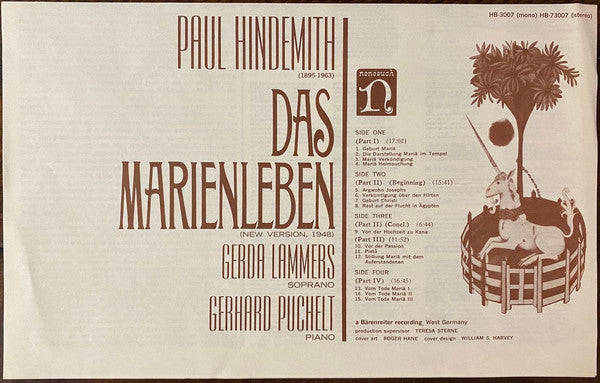 HB-3007 (mono) HB-73007 (stereo)
PAUL HINDEMITH
(1895-1963)
DAS
MARIENLEBEN
(NEW VERSION, 1948)
GERDA LAMMERS
SOPRANO
GERHARD PUCHELT
PIANO
nonesuch
n
SIDE ONE
(Part I) (17:02)
1. Geburt Mariä
2. Die Darstellung Mariä im Tempel
3. Mariä Verkündigung
4. Mariä Heimsuchung
SIDE TWO
(Part II) (Beginning) (15:41)
5. Argwohn Josephs
6. Verkündigung über den Hirten
7. Geburt Christi
8. Rast auf der Flucht in Ägypten
SIDE THREE
(Part II) (Concl.) (6:44)
9. Von der Hochzeit zu Kana
(Part III) (11:52)
10. Vor der Passion
11. Pietà
12. Stillung Mariä mit dem
Auferstandenen
SIDE FOUR
(Part IV) (16:45)
13. Vom Tode Mariä I
14. Vom Tode Mariä II
15. Vom Tode Mariä III
a Bärenreiter recording West Germany
production supervisor TERESA STERNE
cover art ROGER HANE cover design WILLIAM S. HARVEY